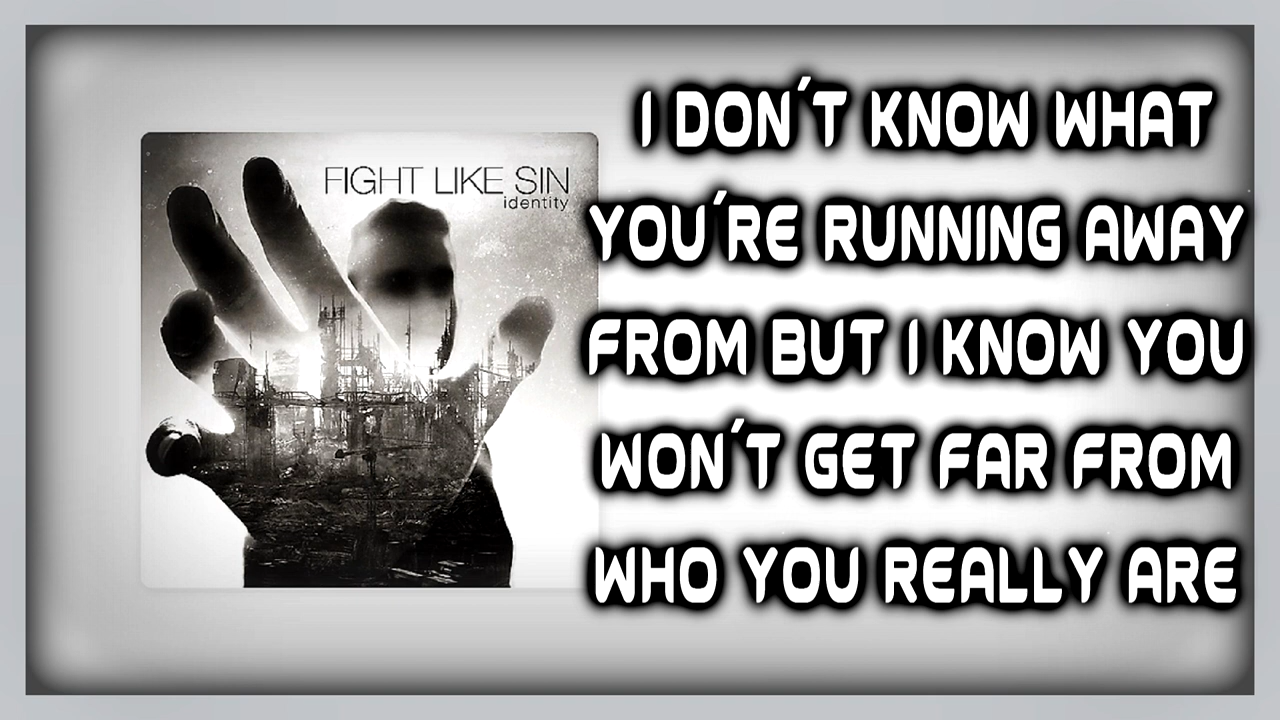 FIGHT LIKE SIN
identity
I DON´T KNOW WHAT
YOU´RE RUNNING AWAY
FROM BUT I KNOW YOU
WON´T GET FAR FROM
WHO YOU REALLY ARE